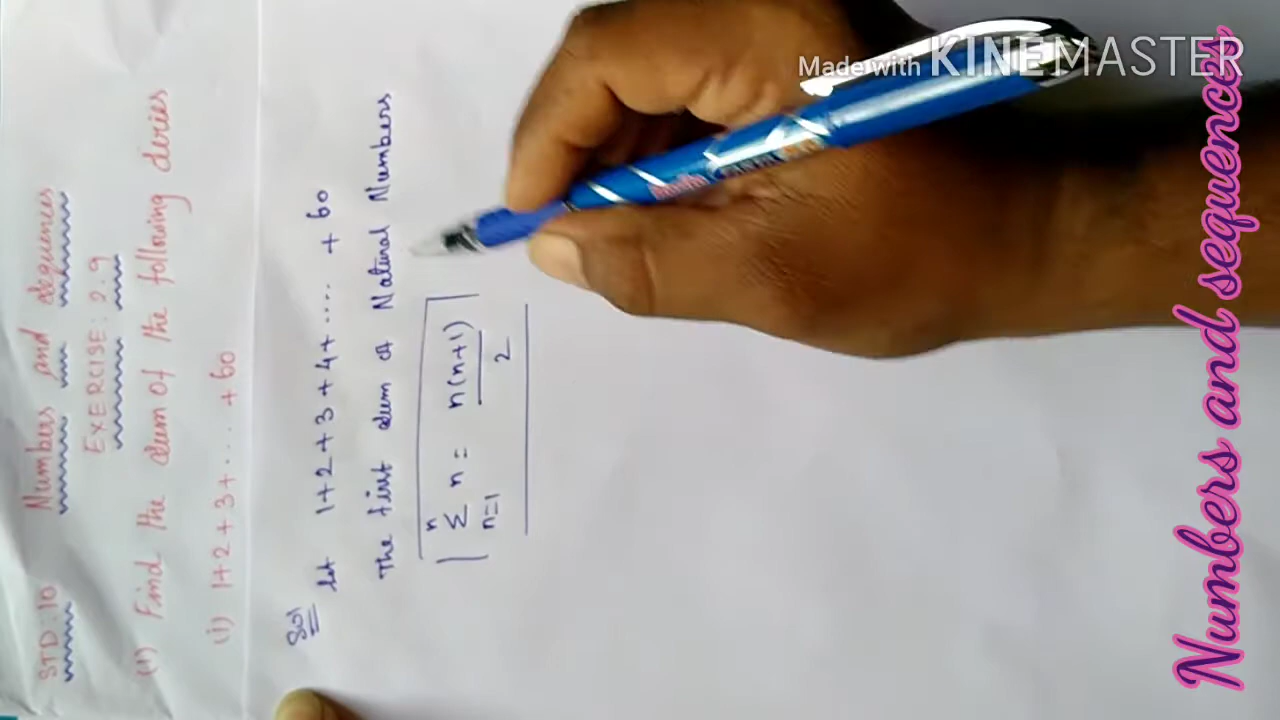 STD:10 Numbers and sequences
EXERCISE: 2.9
(1) Find the sum of the following series
(i) 1+2+3+....+60
Sol
let 1+2+3+4+.... + 60
The first sum of Natural Numbers
n
Σ n = n(n+1)
n=1 2
Made with KINEMASTER
Numbers and sequences